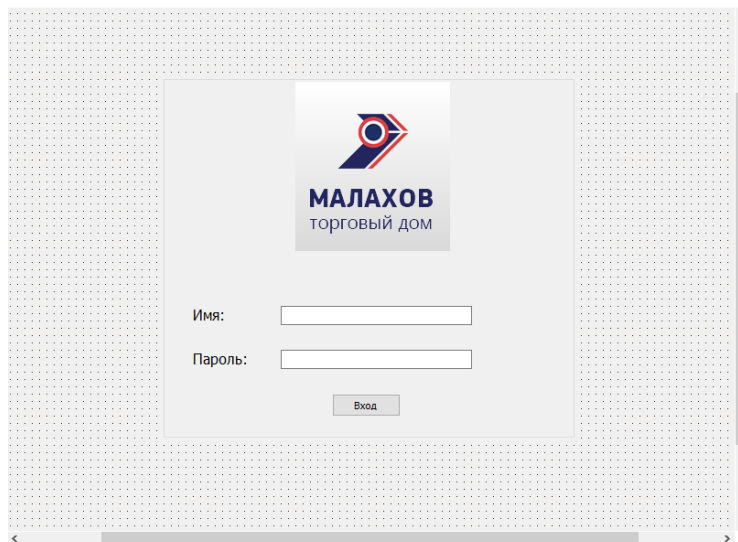 МАЛАХОВ
торговый дом
Имя:
Пароль:
Вход